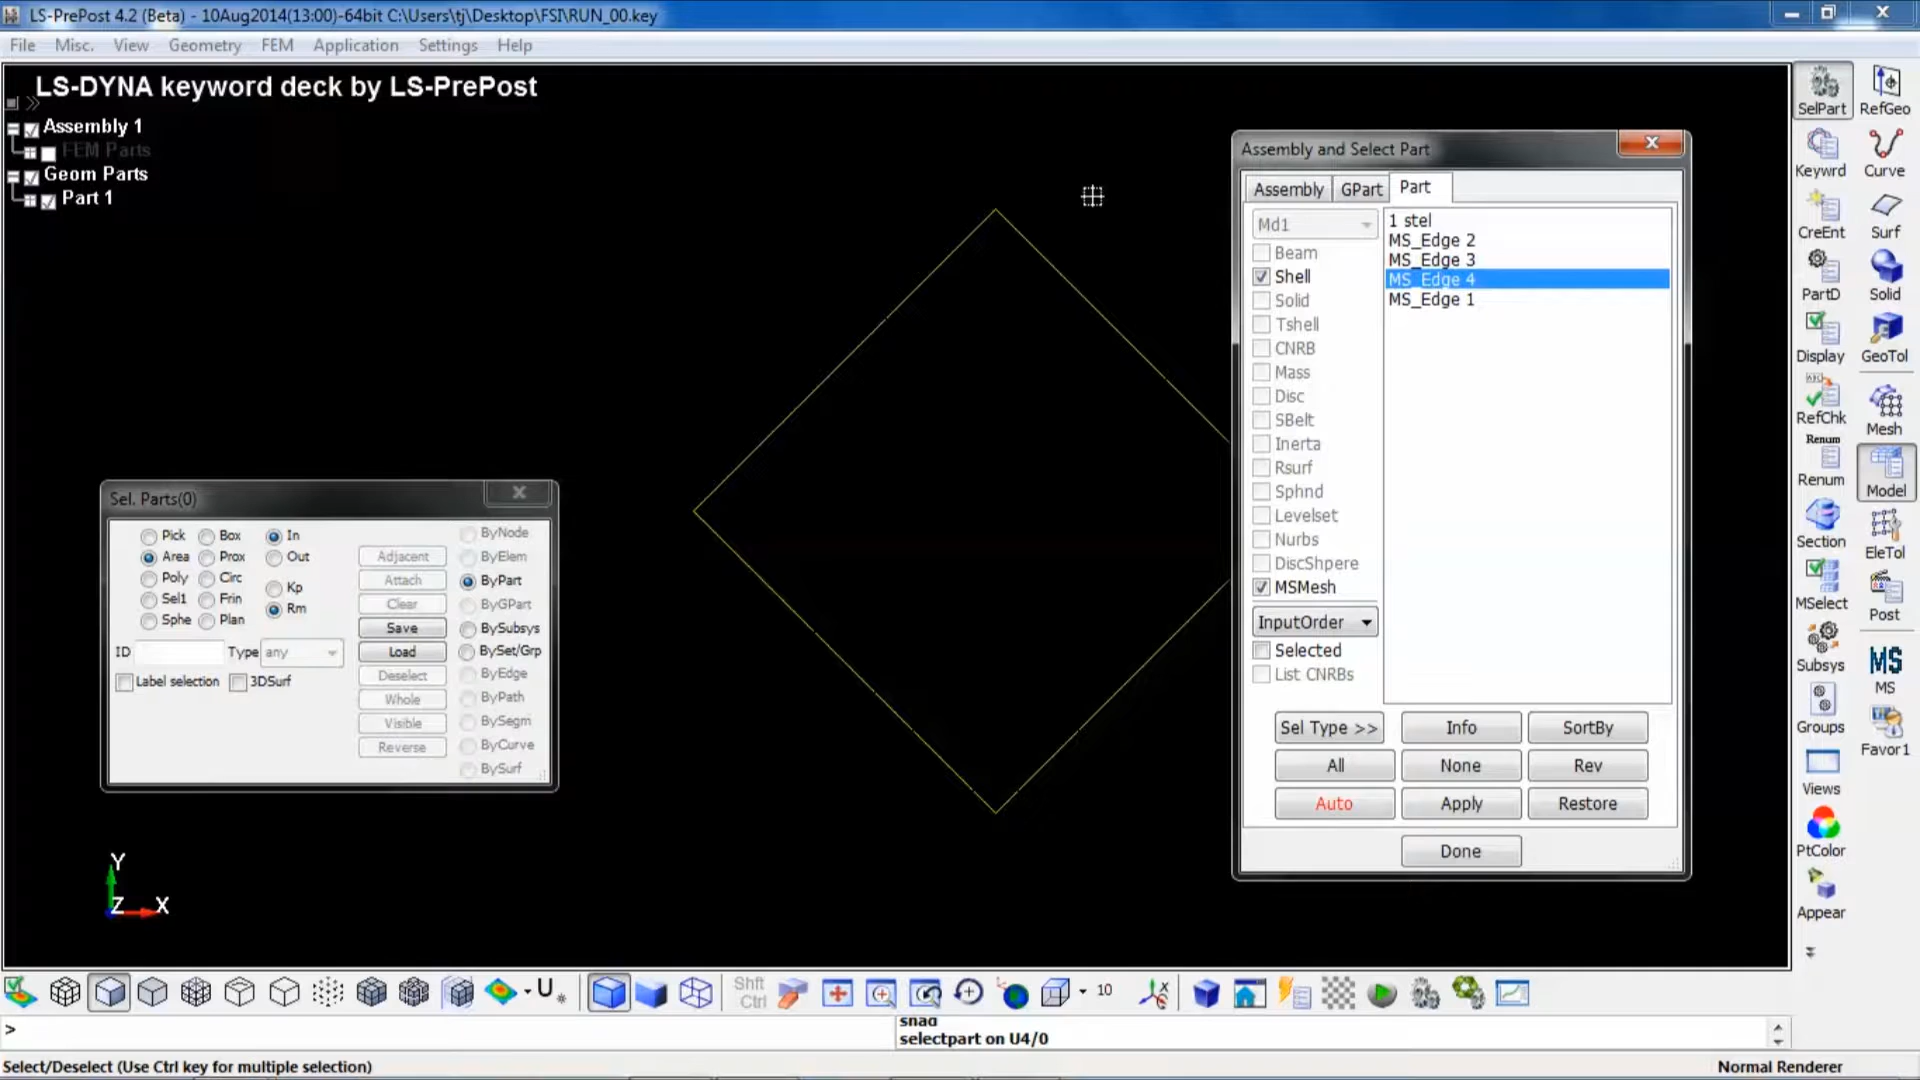 LS-PrePost 4.2 (Beta) - 10Aug2014(13:00)-64bit C:\Users\tj\Desktop\FSI\RUN_00.key
File Misc. View Geometry FEM Application Settings Help
LS-DYNA keyword deck by LS-PrePost
Assembly 1
FEM Parts
Geom Parts
Part 1
Sel. Parts(0)
Pick Box In
Area Prox Out
Poly Circ Kp
Sel1 Frin Rm
Sphe Plan
ID Type any
Label selection 3DSurf
Adjacent
Attach
Clear
Save
Load
Deselect
Whole
Visible
Reverse
ByNode
ByElem
ByPart
ByGPart
BySubsys
BySet/Grp
ByEdge
ByPath
BySegm
ByCurve
BySurf
Y
Z X
Assembly and Select Part
Assembly GPart Part
Md1
Beam
Shell
Solid
Tshell
CNRB
Mass
Disc
SBelt
Inerta
Rsurf
Sphnd
Levelset
Nurbs
DiscShpere
MSMesh
InputOrder
Selected
List CNRBs
1 stel
MS_Edge 2
MS_Edge 3
MS_Edge 4
MS_Edge 1
Sel Type >> Info SortBy
All None Rev
Auto Apply Restore
Done
SelPart RefGeo
Keywrd Curve
CreEnt Surf
PartD Solid
Display GeoTol
RefChk Mesh
Renum
Renum Model
Section EleTol
MSelect Post
Subsys MS
MS
Groups Favor1
Views
PtColor
Appear
Shft
Ctrl
10
>
snad
selectpart on U4/0
Select/Deselect (Use Ctrl key for multiple selection)
Normal Renderer